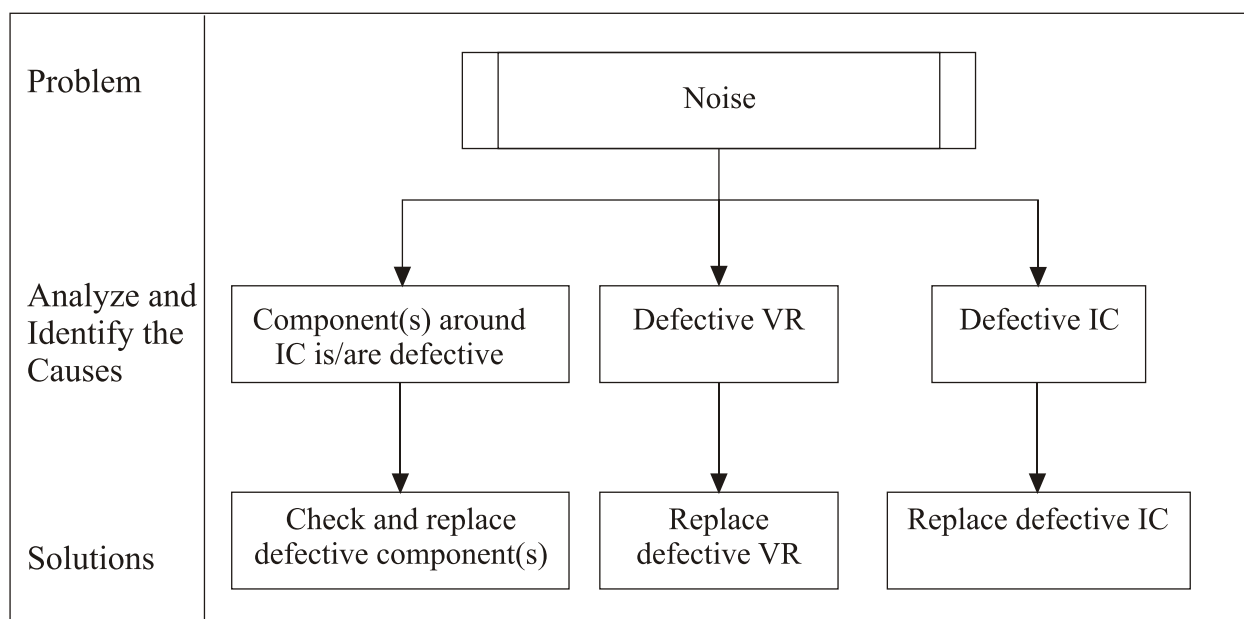 Problem
Noise
Analyze and
Identify the
Causes
Component(s) around
IC is/are defective
Defective VR
Defective IC
Solutions
Check and replace
defective component(s)
Replace
defective VR
Replace defective IC